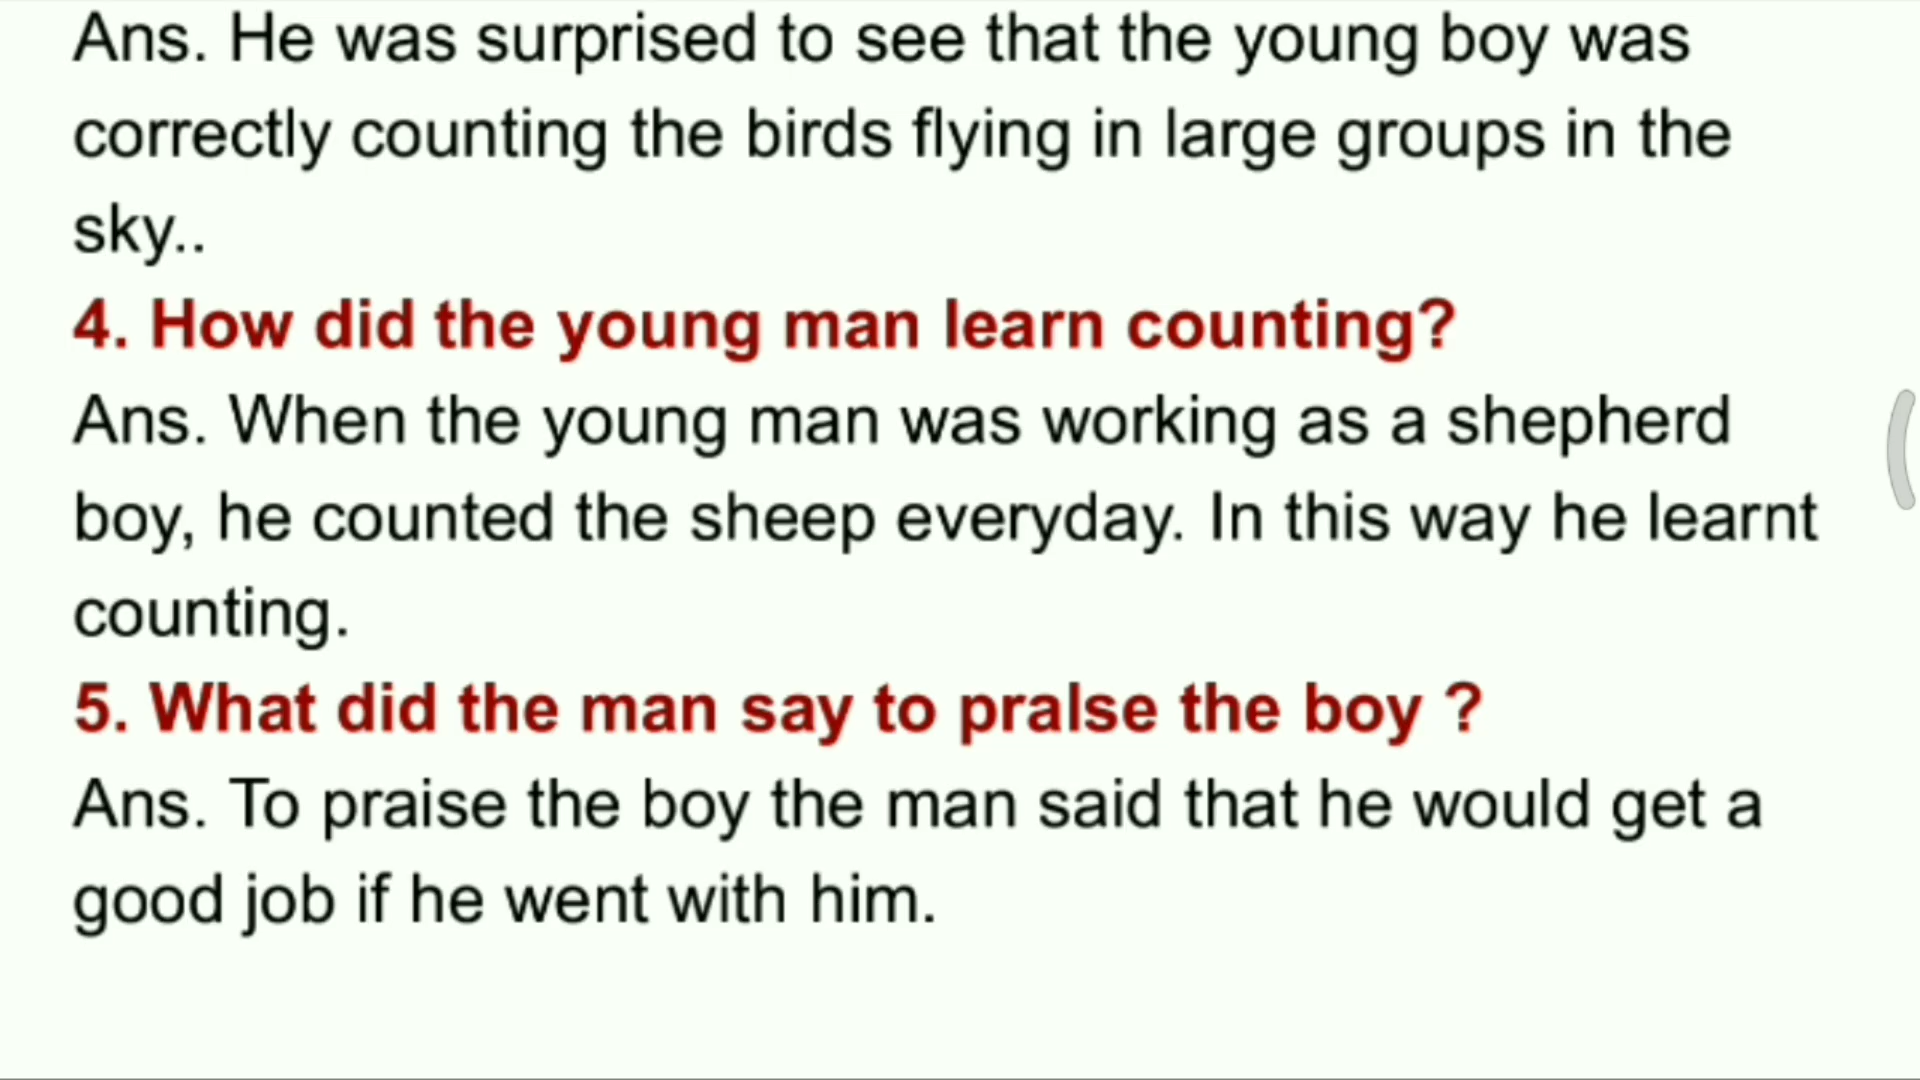 Ans. He was surprised to see that the young boy was
correctly counting the birds flying in large groups in the
sky..
4. How did the young man learn counting?
Ans. When the young man was working as a shepherd
boy, he counted the sheep everyday. In this way he learnt
counting.
5. What did the man say to pralse the boy ?
Ans. To praise the boy the man said that he would get a
good job if he went with him.